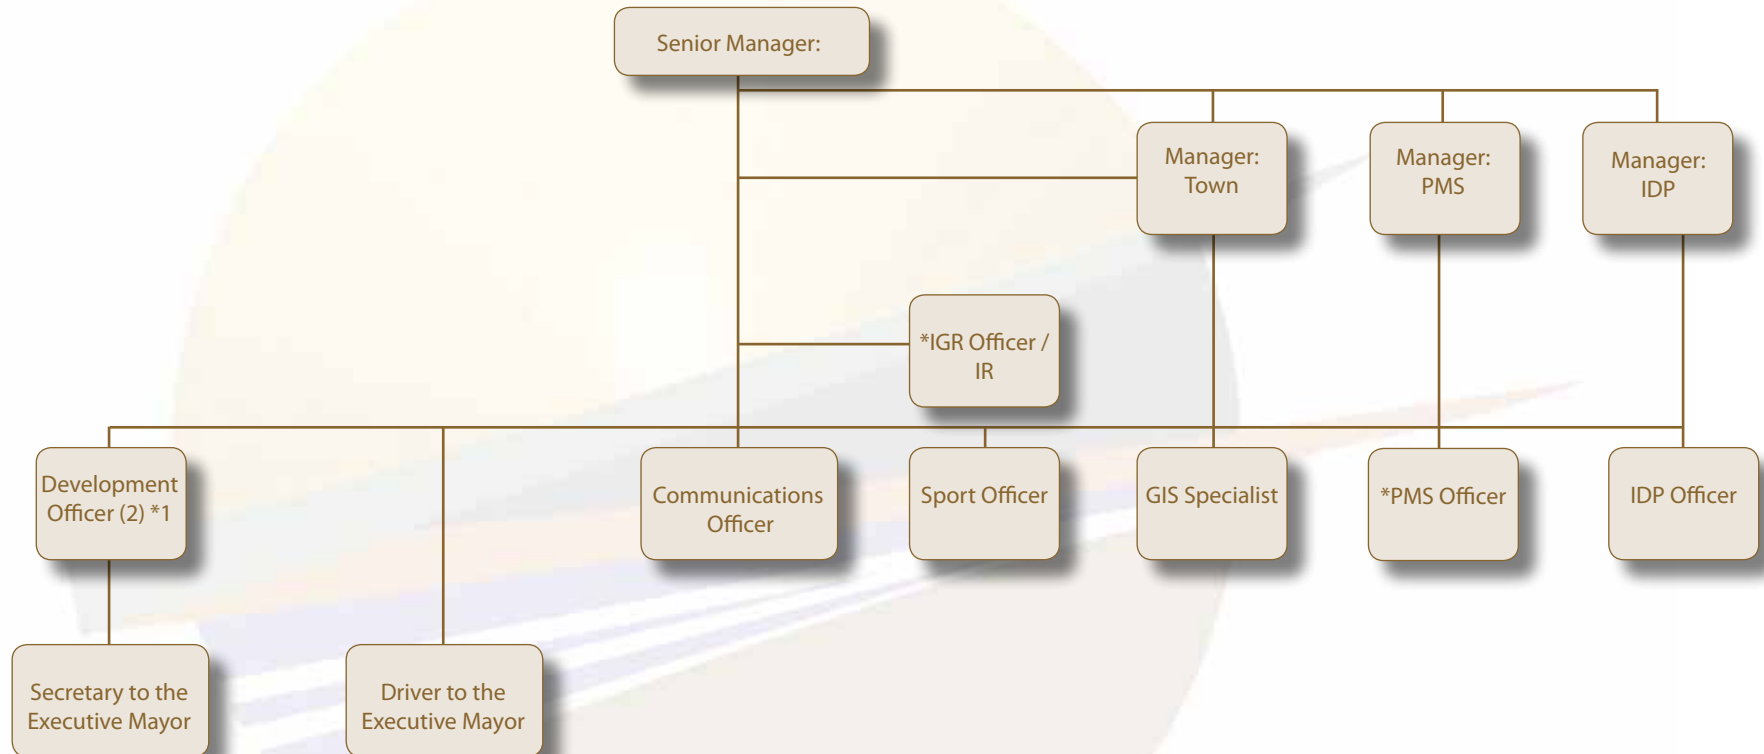 Senior Manager:
Manager:
Town
Manager:
PMS
Manager:
IDP
*IGR Officer /
IR
Development
Officer (2) *1
Communications
Officer
Sport Officer
GIS Specialist
*PMS Officer
IDP Officer
Secretary to the
Executive Mayor
Driver to the
Executive Mayor